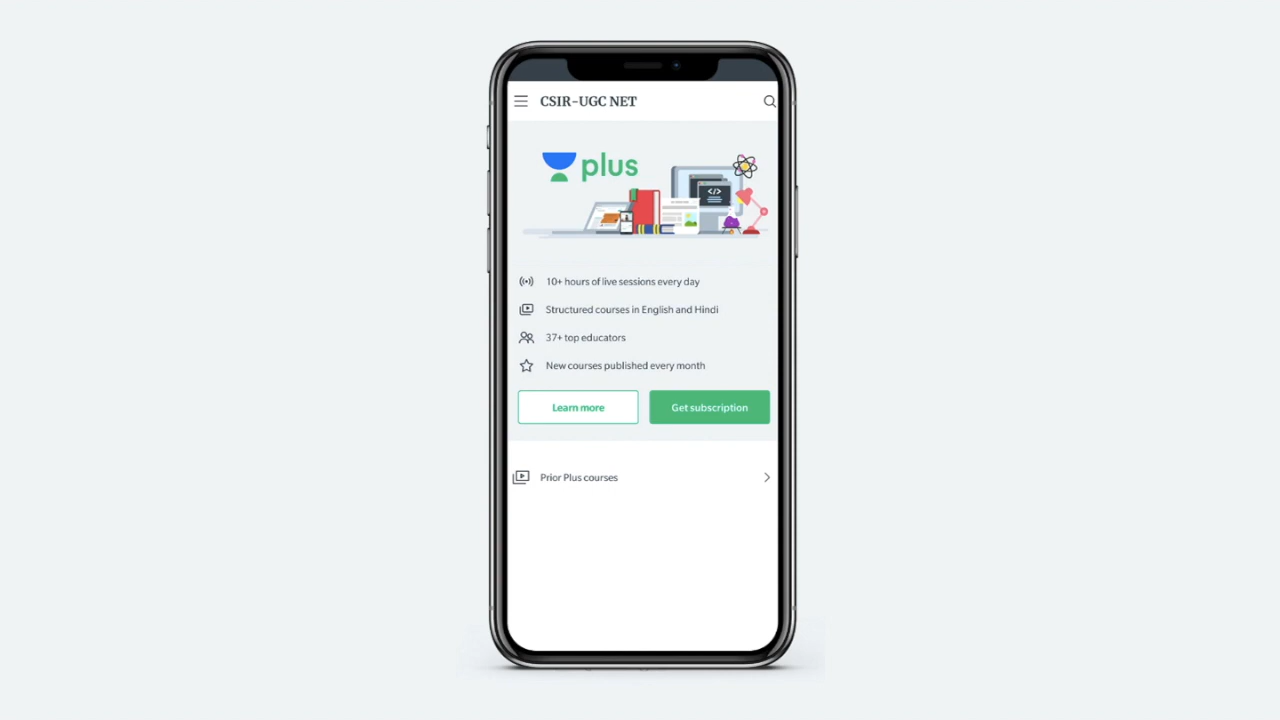 CSIR-UGC NET
plus
</>
10+ hours of live sessions every day
Structured courses in English and Hindi
37+ top educators
New courses published every month
Learn more
Get subscription
Prior Plus courses